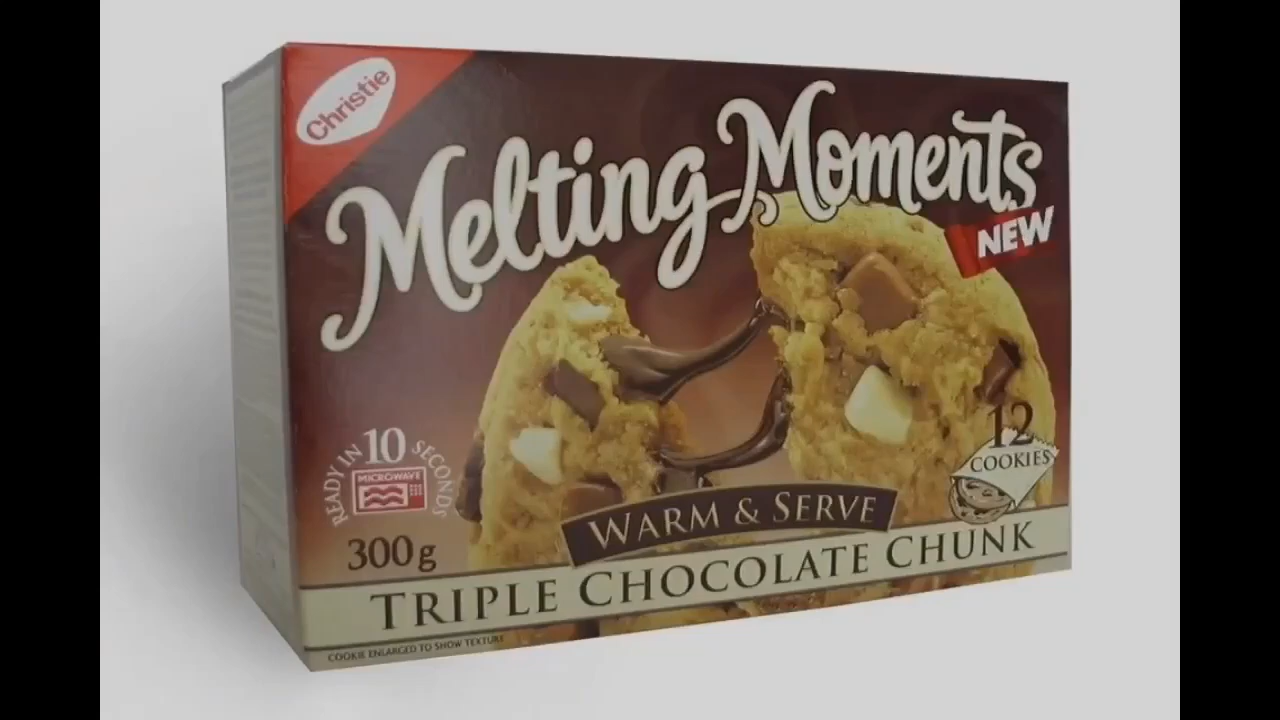 Christie
Melting Moments
NEW
READY IN 10 SECONDS
MICROWAVE
300g
12
COOKIES
WARM & SERVE
TRIPLE CHOCOLATE CHUNK
COOKIE ENLARGED TO SHOW TEXTURE